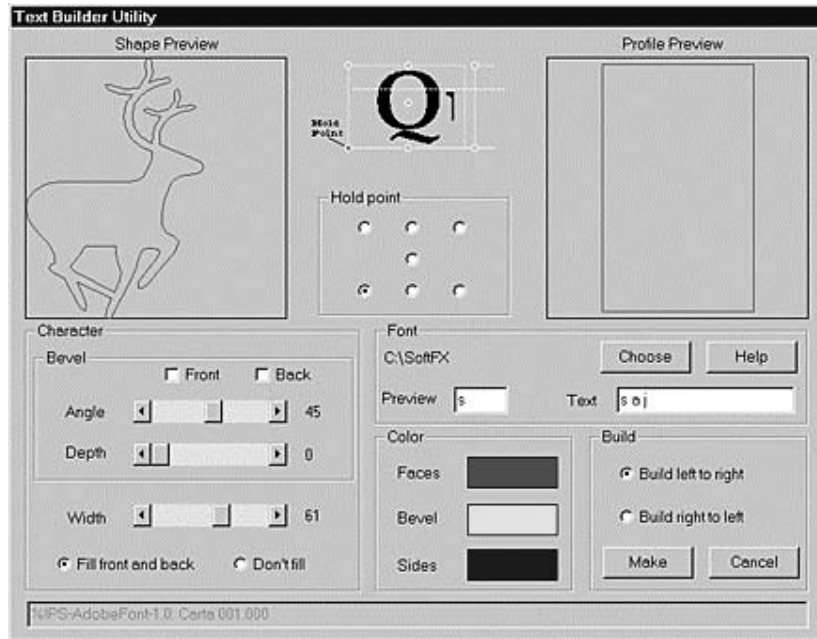 Text Builder Utility
Shape Preview
Profile Preview
Q1
Hold
Point
Hold point
Character
Bevel
Front
Back
Angle
45
Depth
0
Width
61
Fill front and back
Don't fill
Font
C:\SoftFX
Choose
Help
Preview
s
Text
s a j
Color
Faces
Bevel
Sides
Build
Build left to right
Build right to left
Make
Cancel
%!PS-AdobeFont-1.0: Carta 001.000